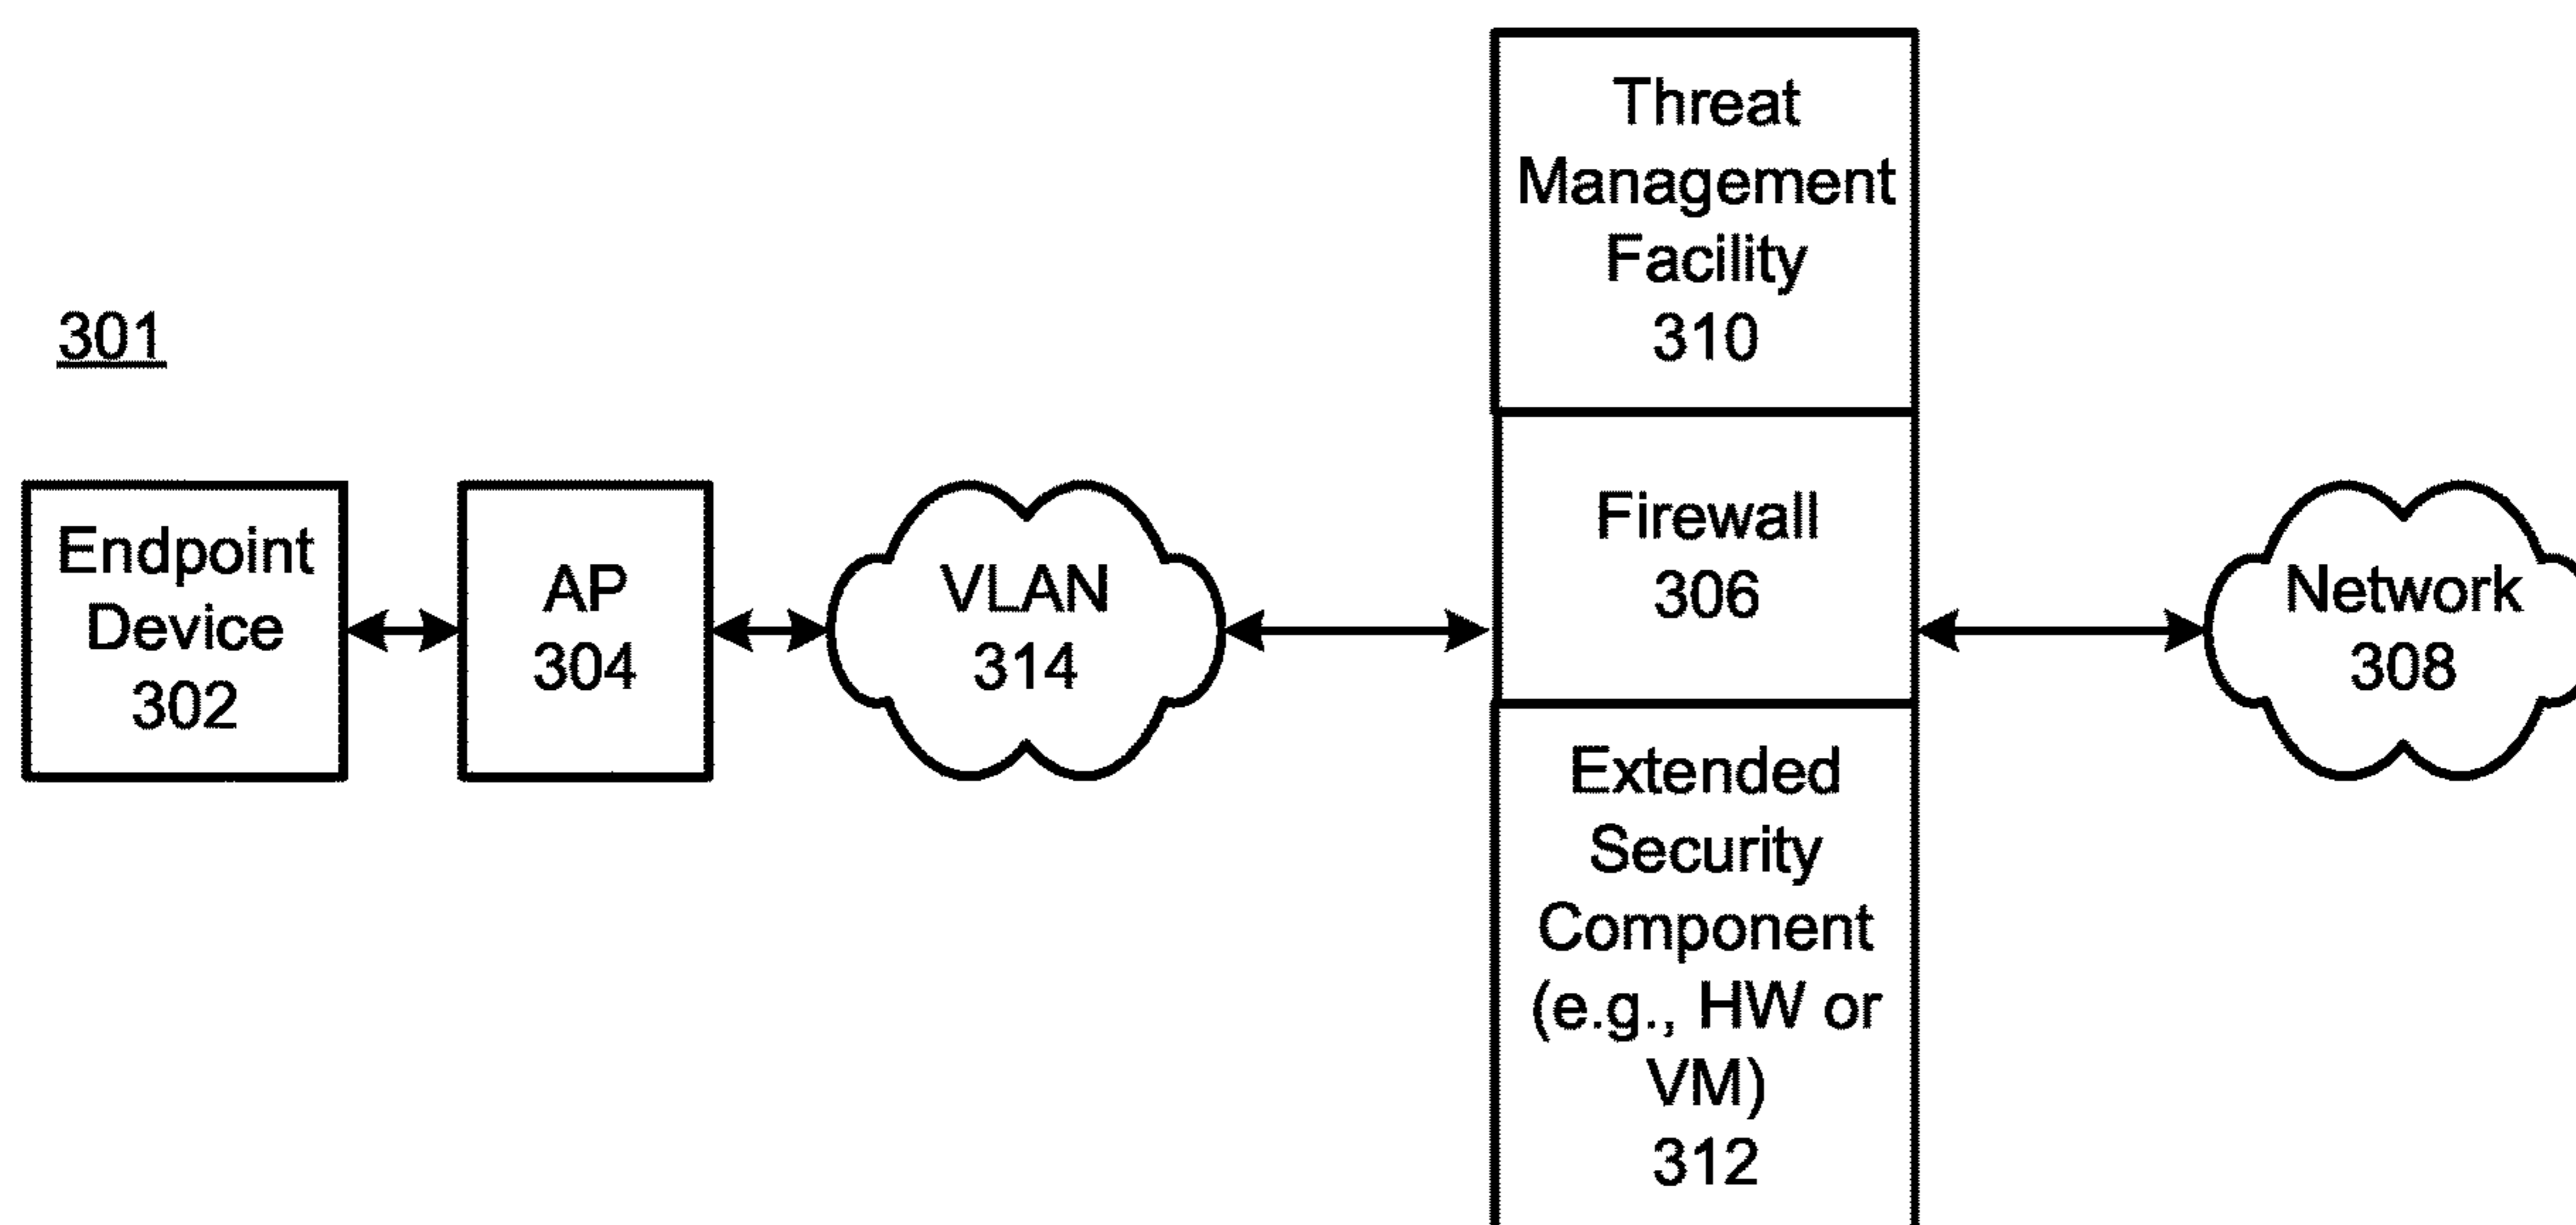 301
Endpoint
Device
302
AP
304
VLAN
314
Threat
Management
Facility
310
Firewall
306
Extended
Security
Component
(e.g., HW or
VM)
312
Network
308